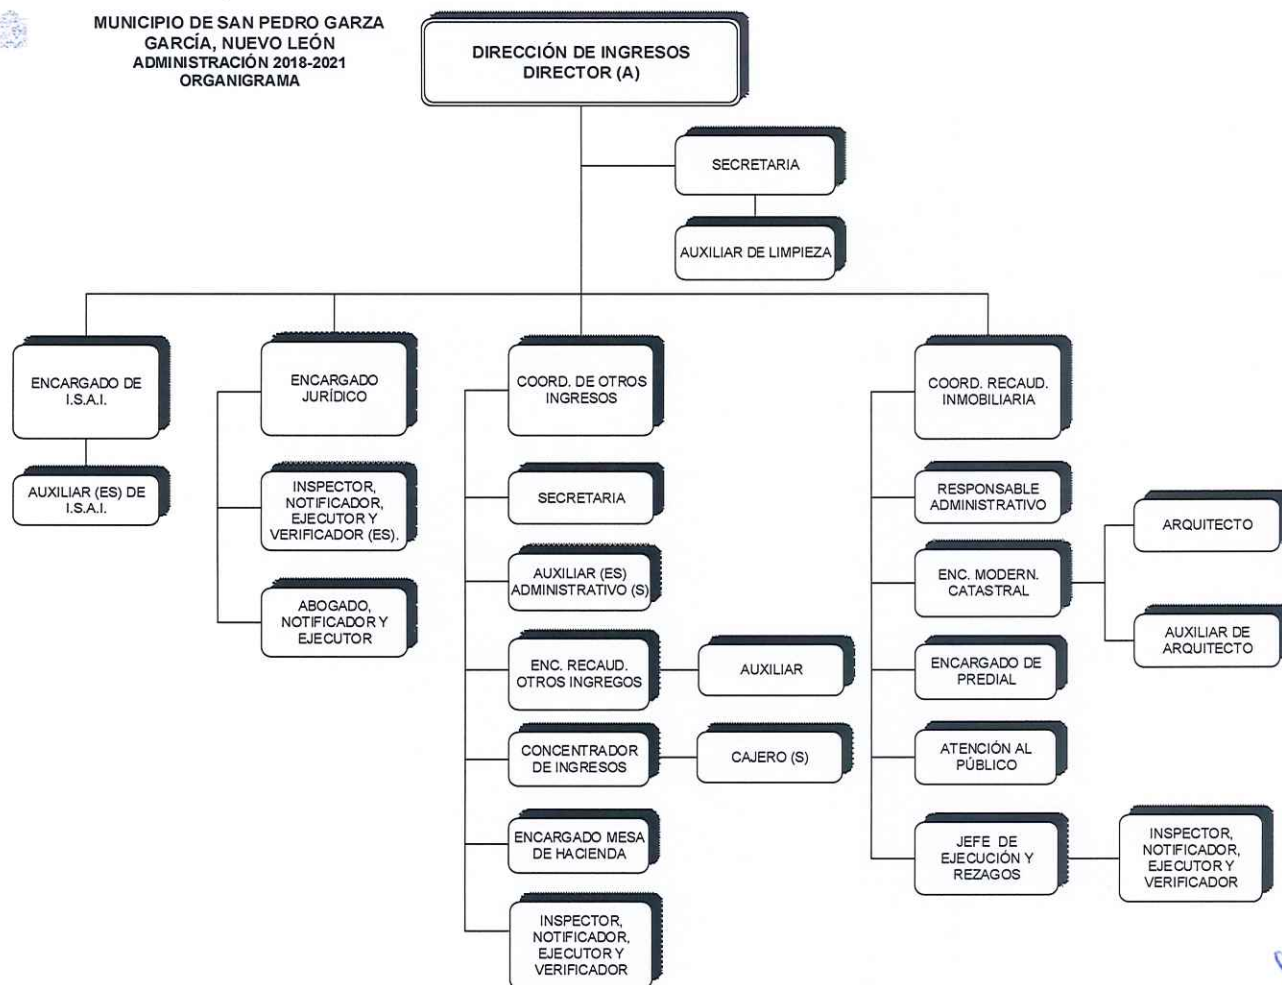 MUNICIPIO DE SAN PEDRO GARZA
GARCÍA, NUEVO LEÓN
ADMINISTRACIÓN 2018-2021
ORGANIGRAMA
DIRECCIÓN DE INGRESOS
DIRECTOR (A)
SECRETARIA
AUXILIAR DE LIMPIEZA
ENCARGADO DE
I.S.A.I.
AUXILIAR (ES) DE
I.S.A.I.
ENCARGADO
JURÍDICO
INSPECTOR,
NOTIFICADOR,
EJECUTOR Y
VERIFICADOR (ES).
ABOGADO,
NOTIFICADOR Y
EJECUTOR
COORD. DE OTROS
INGRESOS
SECRETARIA
AUXILIAR (ES)
ADMINISTRATIVO (S)
ENC. RECAUD.
OTROS INGREGOS
AUXILIAR
CONCENTRADOR
DE INGRESOS
CAJERO (S)
ENCARGADO MESA
DE HACIENDA
INSPECTOR,
NOTIFICADOR,
EJECUTOR Y
VERIFICADOR
COORD. RECAUD.
INMOBILIARIA
RESPONSABLE
ADMINISTRATIVO
ENC. MODERN.
CATASTRAL
ARQUITECTO
AUXILIAR DE
ARQUITECTO
ENCARGADO DE
PREDIAL
ATENCIÓN AL
PÚBLICO
JEFE DE
EJECUCIÓN Y
REZAGOS
INSPECTOR,
NOTIFICADOR,
EJECUTOR Y
VERIFICADOR